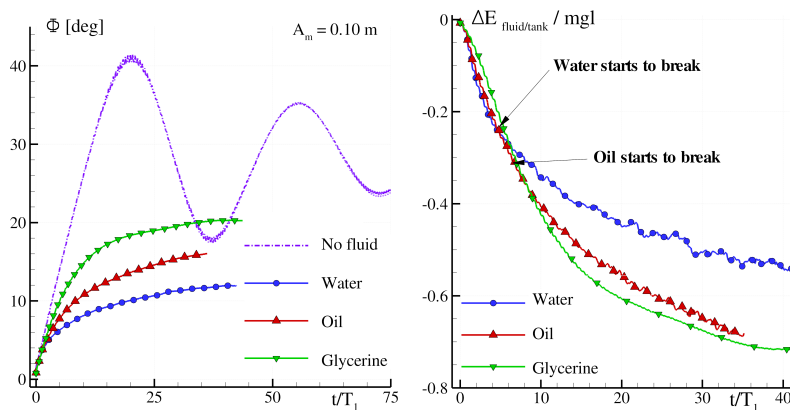 Φ [deg]
A_m = 0.10 m
40
30
20
10
0
No fluid
Water
Oil
Glycerine
0
25
50
75
t/T_1
ΔE fluid/tank / mgl
0
-0.2
-0.4
-0.6
-0.8
Water starts to break
Oil starts to break
Water
Oil
Glycerine
0
10
20
30
40
t/T_1